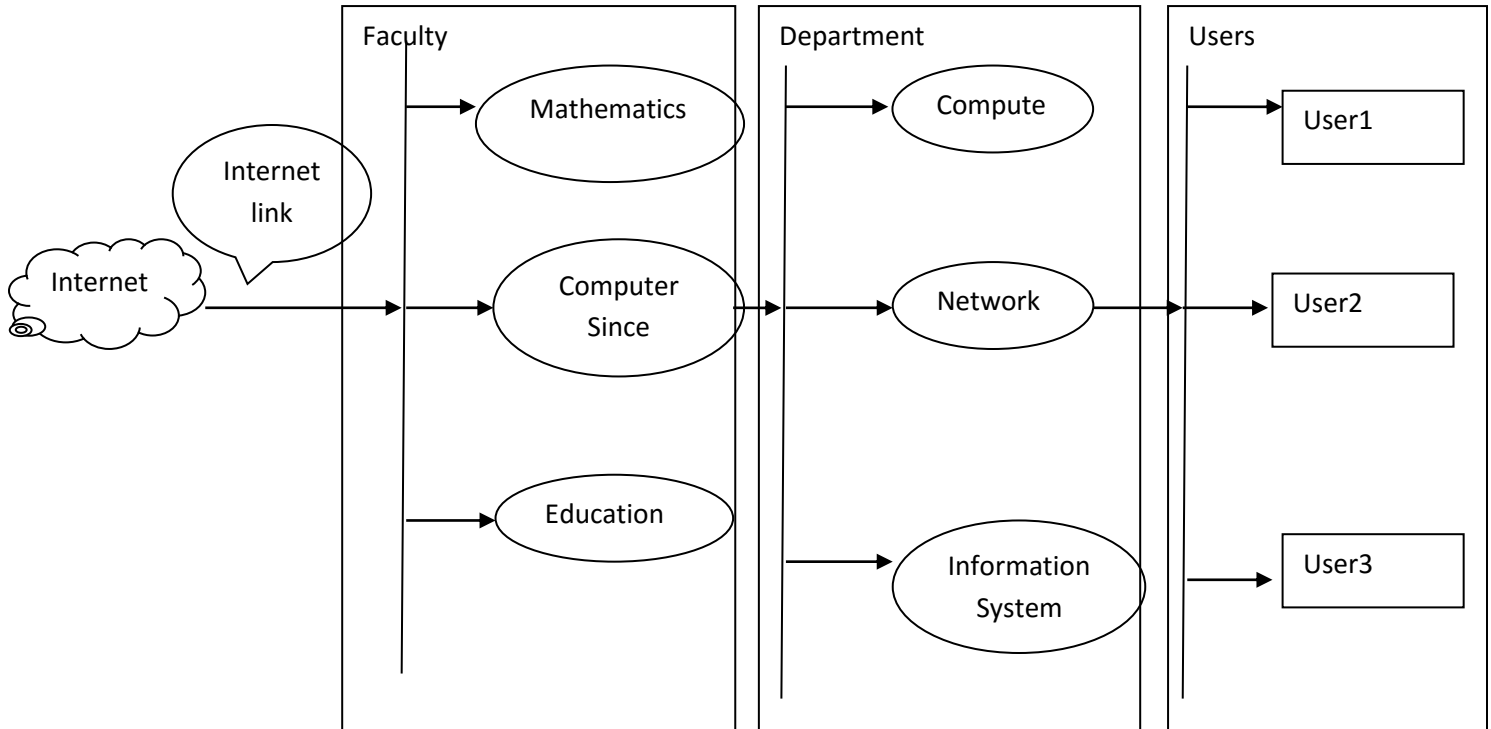 Faculty
Department
Users
Mathematics
Compute
User1
Internet
link
Internet
Computer
Since
Network
User2
Education
Information
System
User3